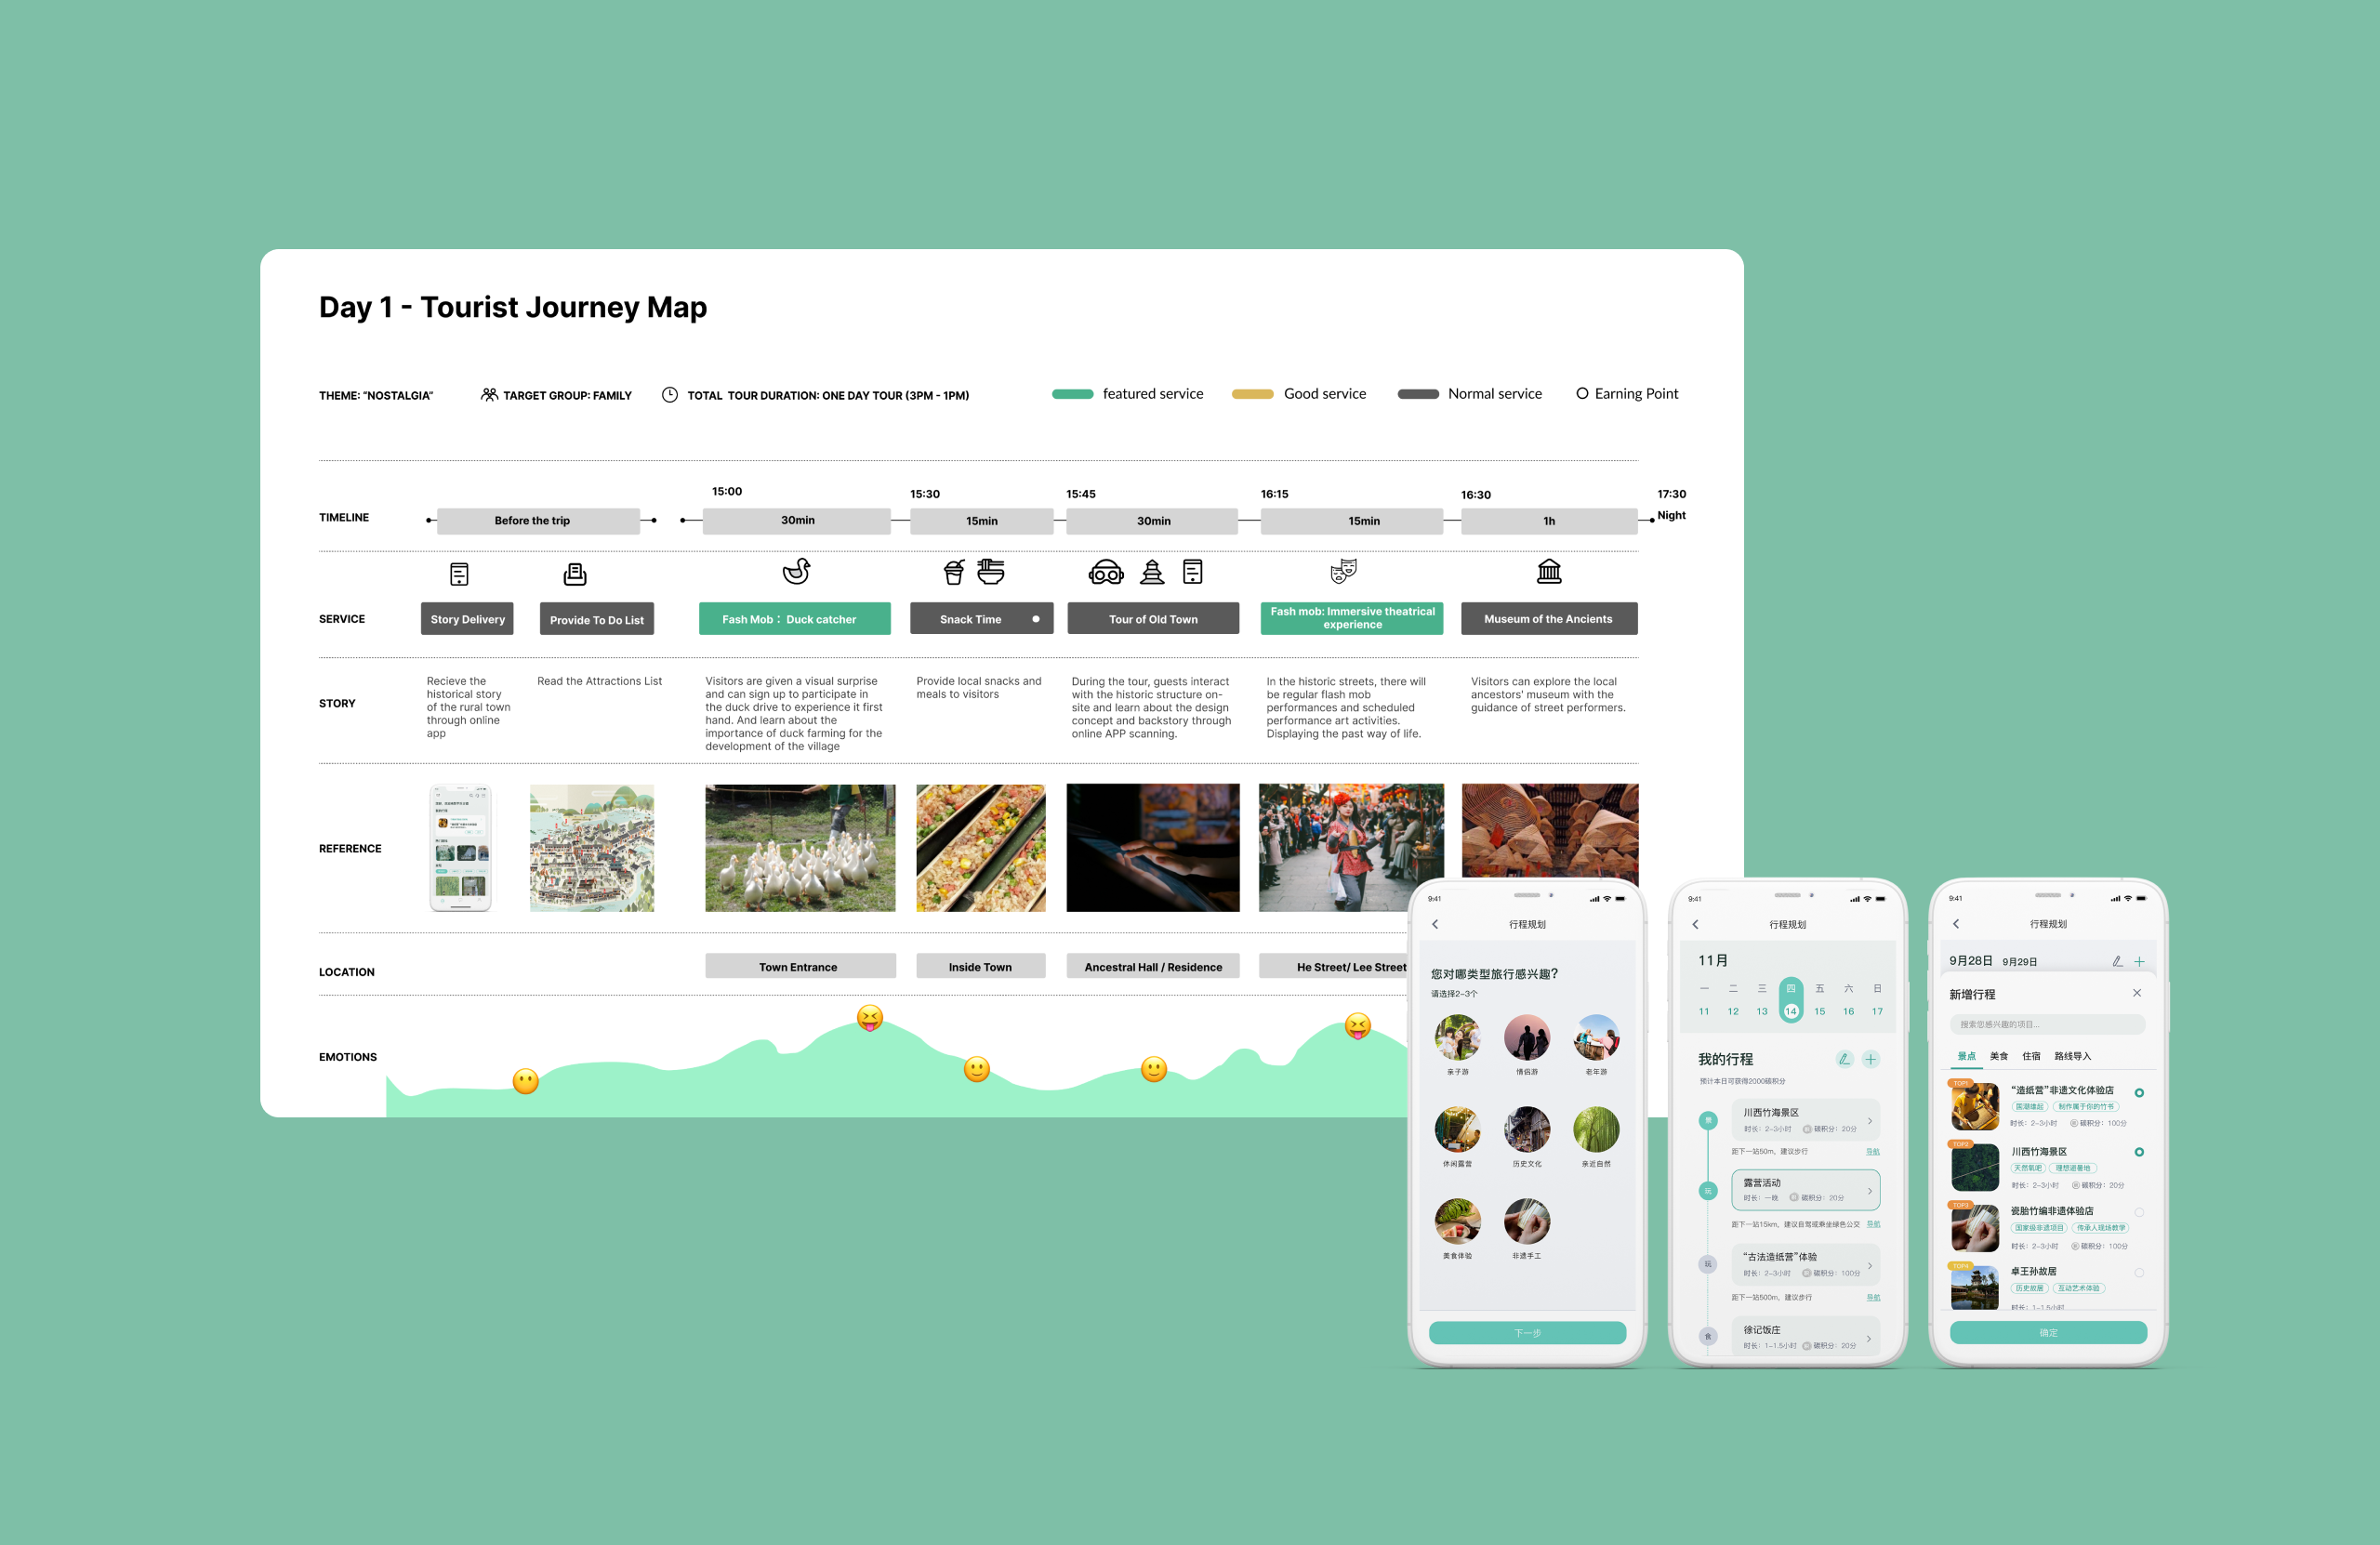 Day 1 - Tourist Journey Map
THEME: "NOSTALGIA"
TARGET GROUP: FAMILY
TOTAL TOUR DURATION: ONE DAY TOUR (3PM - 1PM)
featured service
Good service
Normal service
Earning Point
TIMELINE
Before the trip
15:00
30min
15:30
15min
15:45
30min
16:15
15min
16:30
1h
17:30
Night
SERVICE
Story Delivery
Provide To Do List
Fash Mob： Duck catcher
Snack Time
Tour of Old Town
Fash mob: Immersive theatrical
experience
Museum of the Ancients
STORY
Recieve the
historical story
of the rural town
through online
app
Read the Attractions List
Visitors are given a visual surprise
and can sign up to participate in
the duck drive to experience it first
hand. And learn about the
importance of duck farming for the
development of the village
Provide local snacks and
meals to visitors
During the tour, guests interact
with the historic structure on-
site and learn about the design
concept and backstory through
online APP scanning.
In the historic streets, there will
be regular flash mob
performances and scheduled
performance art activities.
Displaying the past way of life.
Visitors can explore the local
ancestors' museum with the
guidance of street performers.
REFERENCE
LOCATION
Town Entrance
Inside Town
Ancestral Hall / Residence
He Street/ Lee Street
EMOTIONS
9:41
行程规划
您对哪类型旅行感兴趣?
请选择2-3个
亲子游
情侣游
老年游
休闲露营
历史文化
亲近自然
美食体验
非遗手工
下一步
9:41
行程规划
11月
一 二 三 四 五 六 日
11 12 13 14 15 16 17
我的行程
预计本日可获得2000碳积分
川西竹海景区
时长：2-3小时 碳积分：20分
距下一站50m，建议步行 导航
玩
露营活动
时长：一晚 碳积分：20分
距下一站15km，建议自驾或乘坐绿色公交 导航
玩
“古法造纸营”体验
时长：2-3小时 碳积分：100分
距下一站500m，建议步行 导航
食
徐记饭庄
时长：1-1.5小时 碳积分：20分
9:41
行程规划
9月28日 9月29日
新增行程
搜索您感兴趣的项目...
景点 美食 住宿 路线导入
TOP1
“造纸营”非遗文化体验店
国潮雄起 制作属于你的竹书
时长：2-3小时 碳积分：100分
TOP2
川西竹海景区
天然氧吧 理想避暑地
时长：2-3小时 碳积分：20分
TOP3
瓷胎竹编非遗体验店
国家级非遗项目 传承人现场教学
时长：2-3小时 碳积分：100分
卓王孙故居
历史故居 互动艺术体验
时长：1-1.5小时
确定